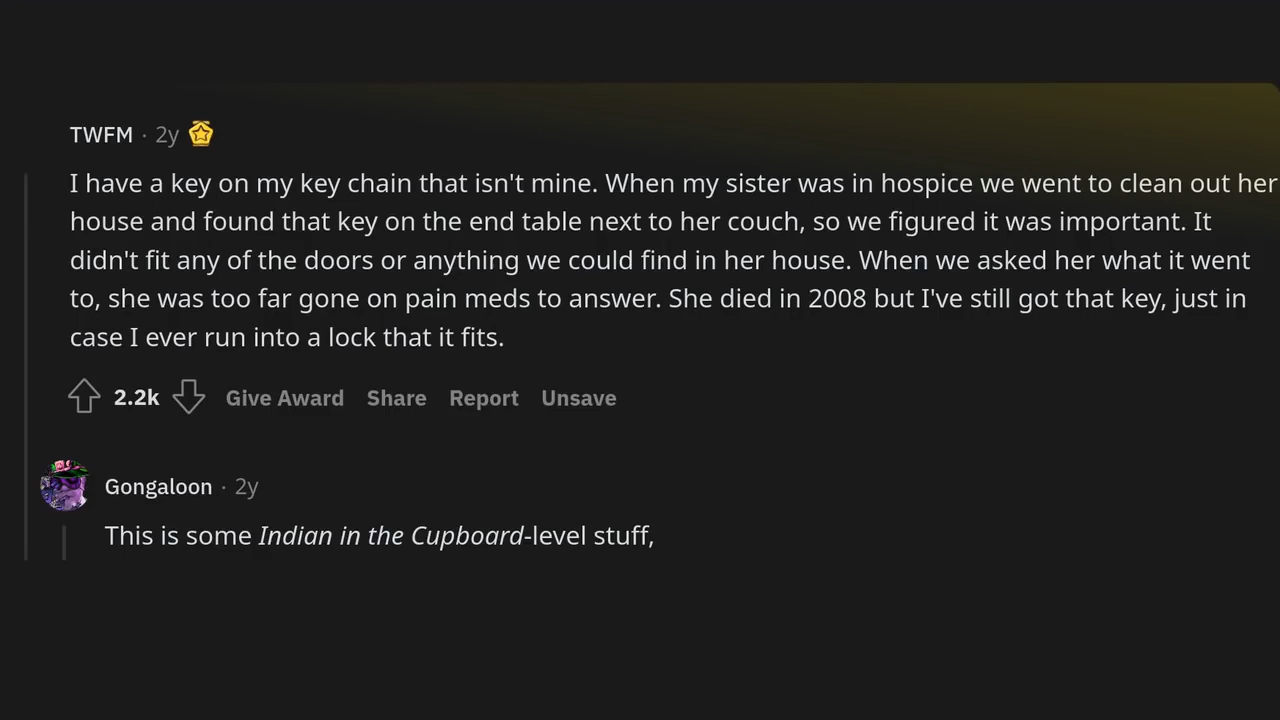 TWFM · 2y
I have a key on my key chain that isn't mine. When my sister was in hospice we went to clean out her
house and found that key on the end table next to her couch, so we figured it was important. It
didn't fit any of the doors or anything we could find in her house. When we asked her what it went
to, she was too far gone on pain meds to answer. She died in 2008 but I've still got that key, just in
case I ever run into a lock that it fits.
2.2k Give Award Share Report Unsave
Gongaloon · 2y
This is some Indian in the Cupboard-level stuff,